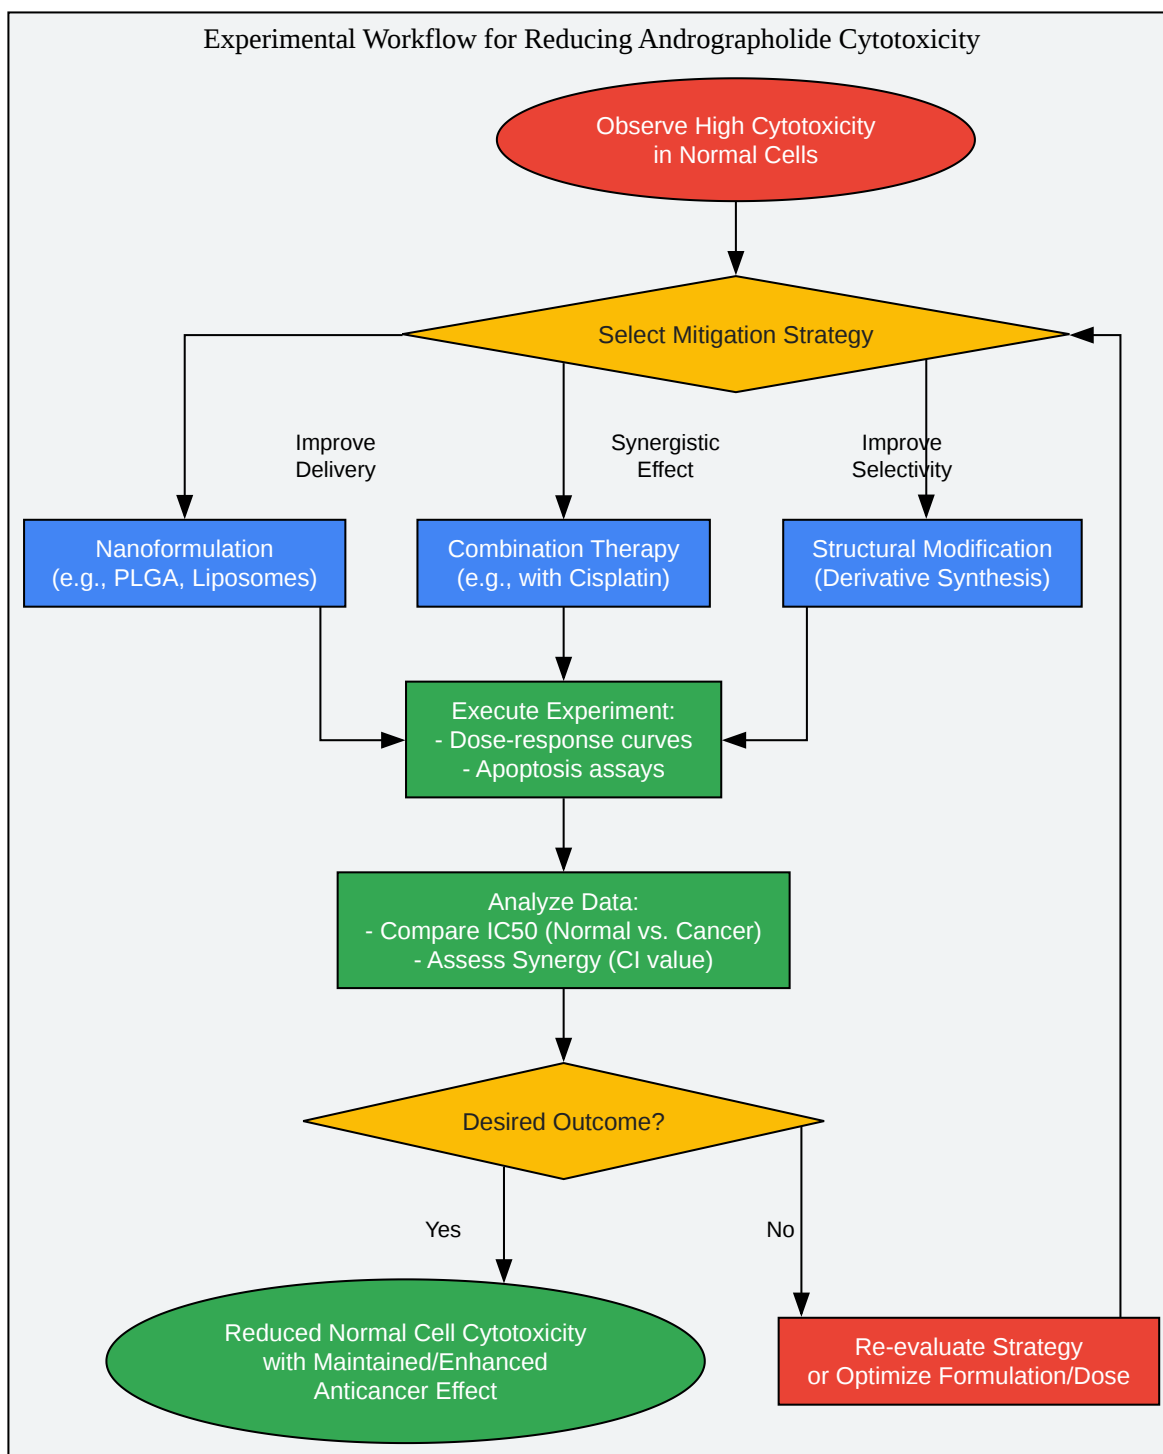 Experimental Workflow for Reducing Andrographolide Cytotoxicity
Observe High Cytotoxicity
in Normal Cells
Select Mitigation Strategy
Improve
Delivery
Synergistic
Effect
Improve
Selectivity
Nanoformulation
(e.g., PLGA, Liposomes)
Combination Therapy
(e.g., with Cisplatin)
Structural Modification
(Derivative Synthesis)
Execute Experiment:
- Dose-response curves
- Apoptosis assays
Analyze Data:
- Compare IC50 (Normal vs. Cancer)
- Assess Synergy (CI value)
Desired Outcome?
Yes
No
Reduced Normal Cell Cytotoxicity
with Maintained/Enhanced
Anticancer Effect
Re-evaluate Strategy
or Optimize Formulation/Dose